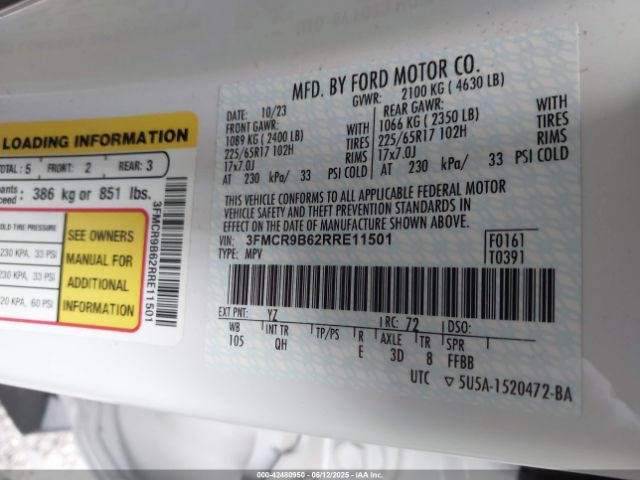 LOADING INFORMATION
TOTAL: 5 FRONT: 2 REAR: 3
386 kg or 851 lbs.
COLD TIRE PRESSURE
230 KPA, 33 PSI
230 KPA, 33 PSI
420 KPA, 60 PSI
SEE OWNERS
MANUAL FOR
ADDITIONAL
INFORMATION
3FMCR9B62RRE11501
MFD. BY FORD MOTOR CO.
DATE: 10/23 GVWR: 2100 KG ( 4630 LB)
FRONT GAWR: REAR GAWR:
1089 KG ( 2400 LB) WITH 1066 KG ( 2350 LB) WITH
225/65R17 102H TIRES 225/65R17 102H TIRES
17x7.0J RIMS 17x7.0J RIMS
AT 230 kPa/ 33 PSI COLD AT 230 kPa/ 33 PSI COLD
THIS VEHICLE CONFORMS TO ALL APPLICABLE FEDERAL MOTOR
VEHICLE SAFETY AND THEFT PREVENTION STANDARDS IN
EFFECT ON THE DATE OF MANUFACTURE SHOWN ABOVE.
VIN: 3FMCR9B62RRE11501 F0161
TYPE: MPV T0391
EXT PNT: YZ RC: 72 DSO:
WB INT TR TP/PS R AXLE TR SPR
105 QH E 3D 8 FFBB
UTC ▽ 5U5A-1520472-BA
000-42480950 - 06/12/2025 - IAAI.COM